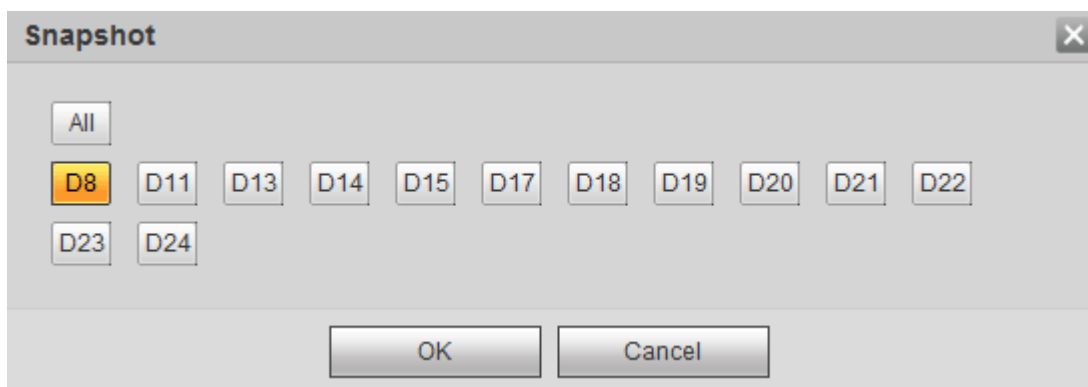 Snapshot
All
D8 D11 D13 D14 D15 D17 D18 D19 D20 D21 D22
D23 D24
OK Cancel